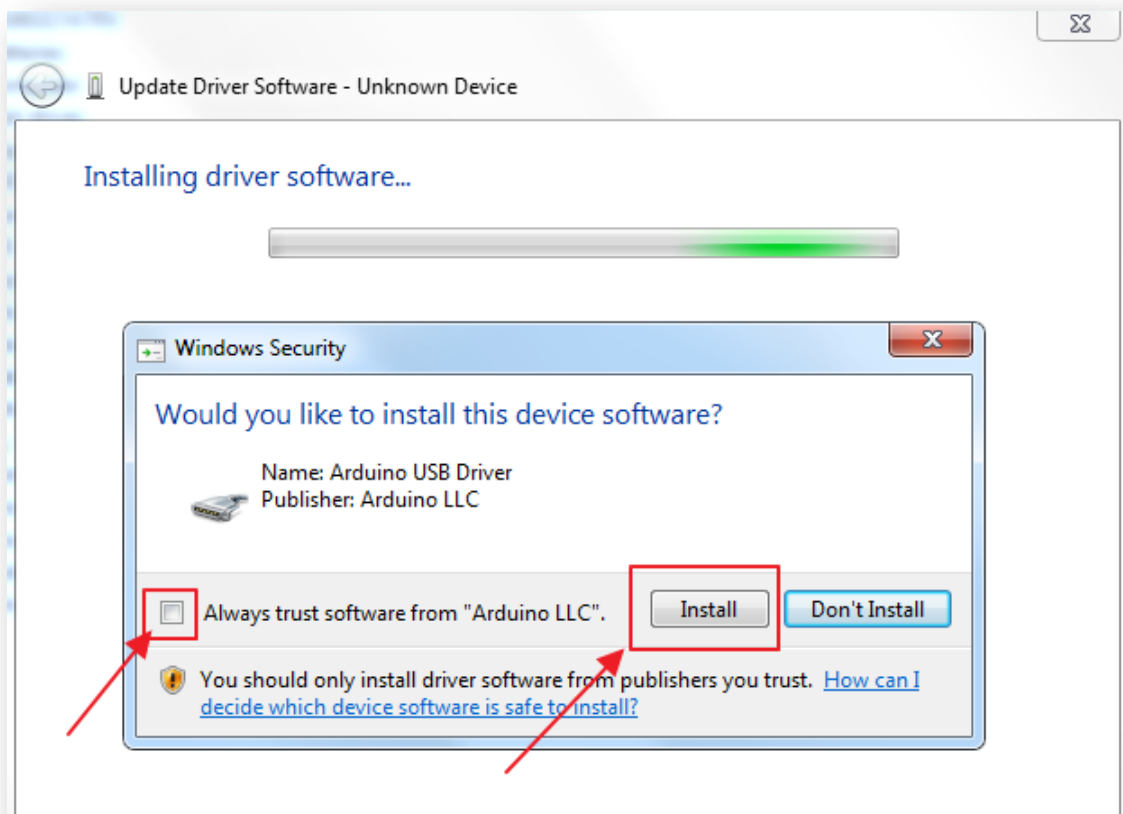 Update Driver Software - Unknown Device
Installing driver software...
Windows Security
Would you like to install this device software?
Name: Arduino USB Driver
Publisher: Arduino LLC
Always trust software from "Arduino LLC".
Install
Don't Install
You should only install driver software from publishers you trust. How can I
decide which device software is safe to install?